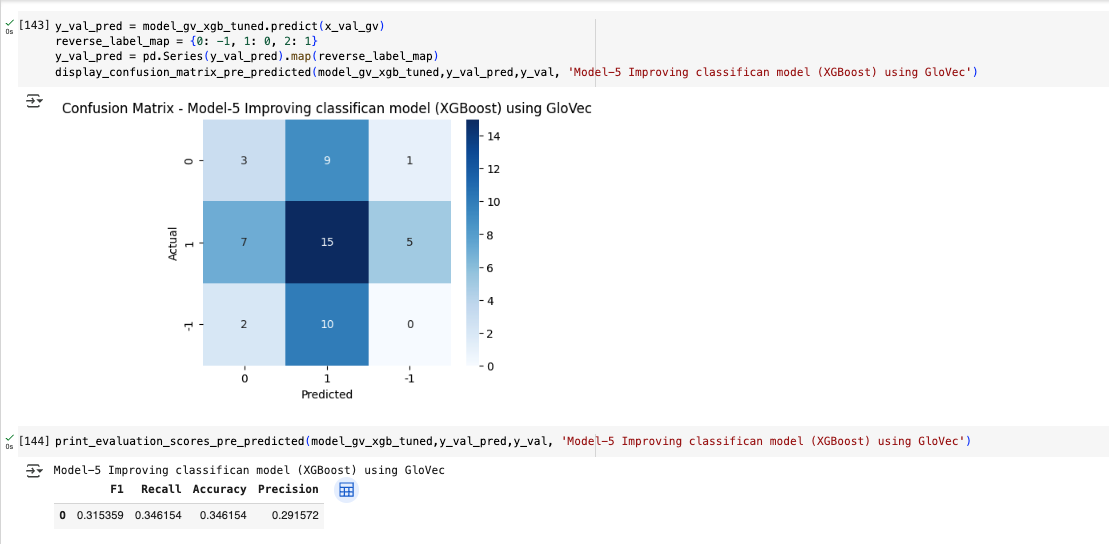 [143] y_val_pred = model_gv_xgb_tuned.predict(x_val_gv)
0s
reverse_label_map = {0: -1, 1: 0, 2: 1}
y_val_pred = pd.Series(y_val_pred).map(reverse_label_map)
display_confusion_matrix_pre_predicted(model_gv_xgb_tuned,y_val_pred,y_val, 'Model-5 Improving classifican model (XGBoost) using GloVec')
Confusion Matrix - Model-5 Improving classifican model (XGBoost) using GloVec
14
0 3 9 1
12
10
Actual 1 7 15 5
8
6
4
-1 2 10 0
2
0
0 1 -1
Predicted
[144] print_evaluation_scores_pre_predicted(model_gv_xgb_tuned,y_val_pred,y_val, 'Model-5 Improving classifican model (XGBoost) using GloVec')
0s
Model-5 Improving classifican model (XGBoost) using GloVec
F1 Recall Accuracy Precision
0 0.315359 0.346154 0.346154 0.291572